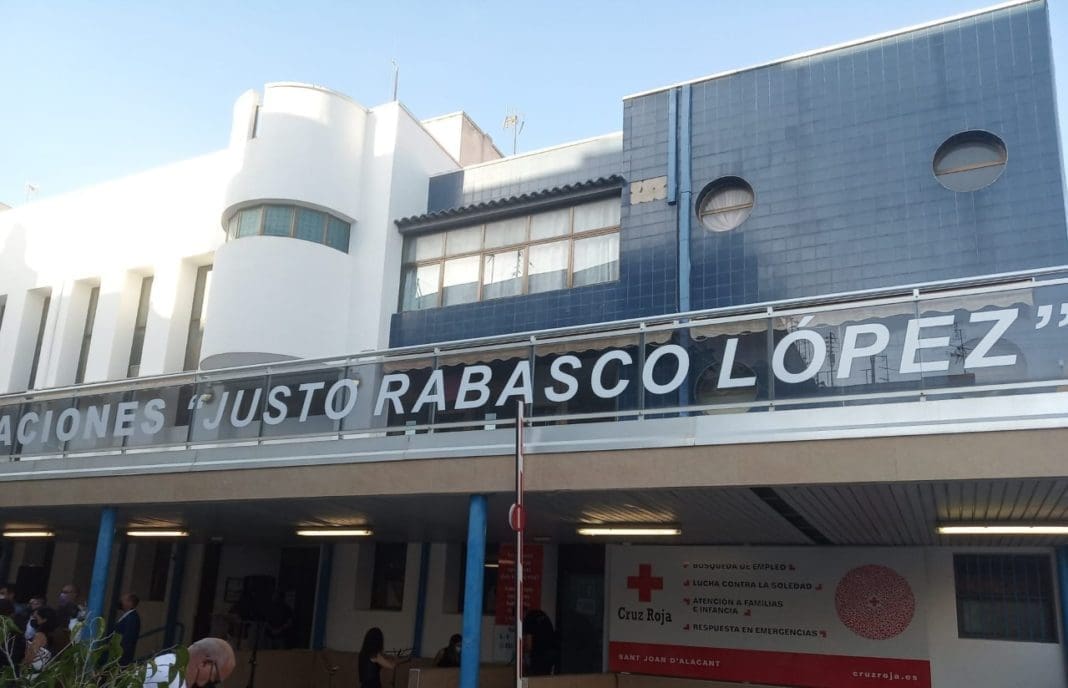 ACIONES “JUSTO RABASCO LÓPEZ”
Cruz Roja
BÚSQUEDA DE EMPLEO
LUCHA CONTRA LA SOLEDAD
ATENCIÓN A FAMILIAS
E INFANCIA
RESPUESTA EN EMERGENCIAS
SANT JOAN D'ALACANT
cruzroja.es